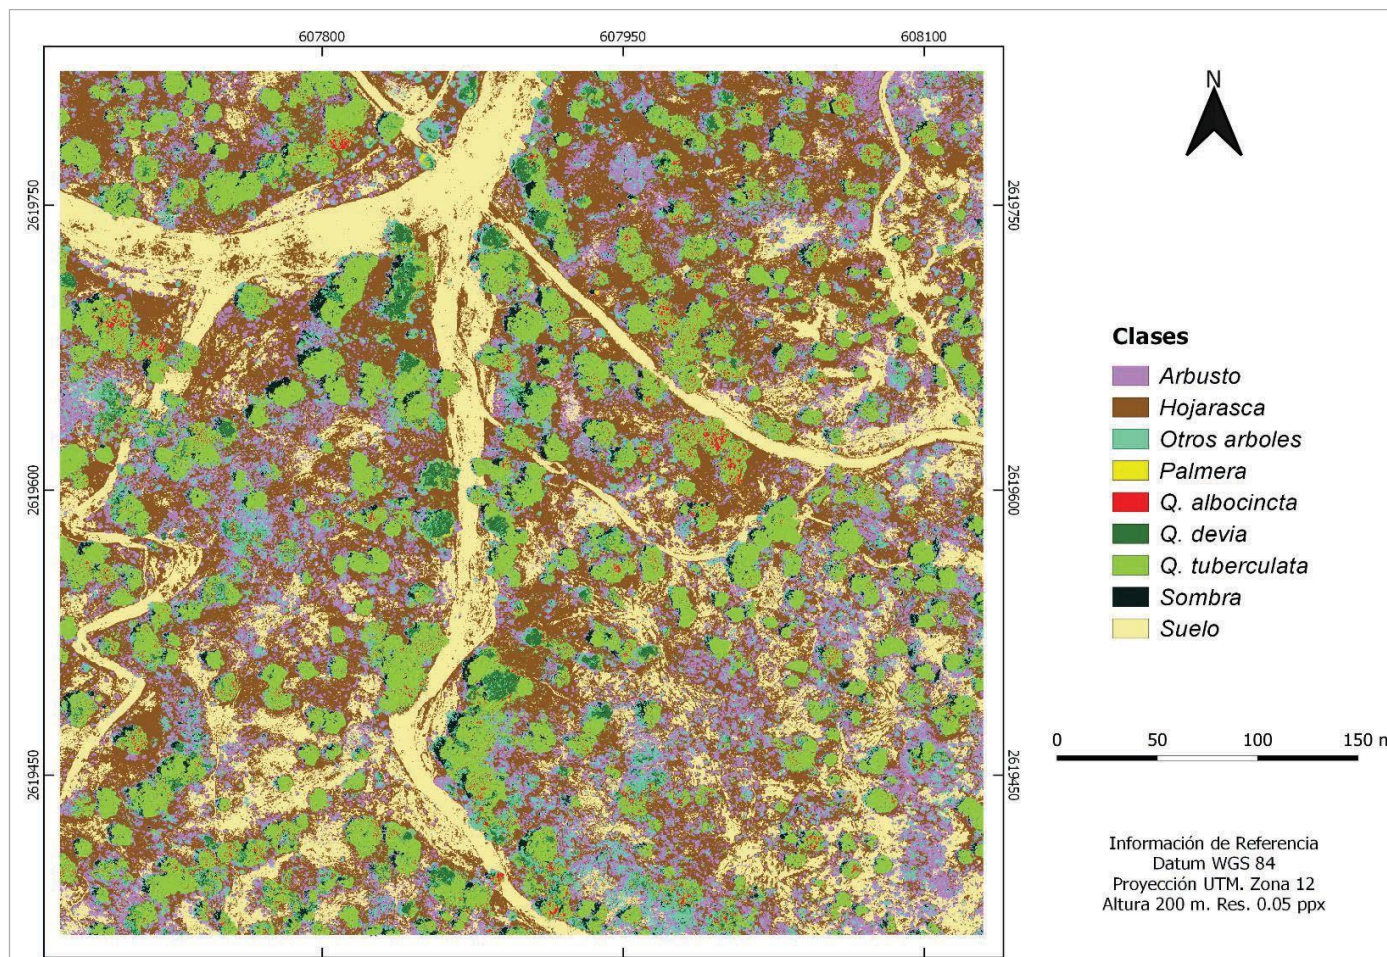 607800
607950
608100
N
2619750
2619750
Clases
Arbusto
Hojarasca
Otros arboles
Palmera
Q. albocincta
Q. devia
Q. tuberculata
Sombra
Suelo
2619600
2619600
0 50 100 150 m
2619450
2619450
Información de Referencia
Datum WGS 84
Proyección UTM. Zona 12
Altura 200 m. Res. 0.05 ppx